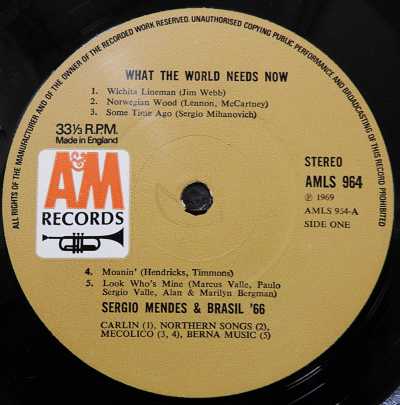 ALL RIGHTS OF THE MANUFACTURER AND OF THE OWNER OF THE RECORDED WORK RESERVED. UNAUTHORISED COPYING PUBLIC PERFORMANCE AND BROADCASTING OF THIS RECORD PROHIBITED
WHAT THE WORLD NEEDS NOW
1. Wichita Lineman (Jim Webb)
2. Norwegian Wood (Lennon, McCartney)
3. Some Time Ago (Sergio Mihanovich)
33⅓ R.P.M.
Made in England
STEREO
AMLS 964
℗ 1969
AMLS 954-A
SIDE ONE
A&M
RECORDS
4. Moanin' (Hendricks, Timmons)
5. Look Who's Mine (Marcus Valle, Paulo
Sergio Valle, Alan & Marilyn Bergman)
SERGIO MENDES & BRASIL '66
CARLIN (1), NORTHERN SONGS (2),
MECOLICO (3, 4), BERNA MUSIC (5)